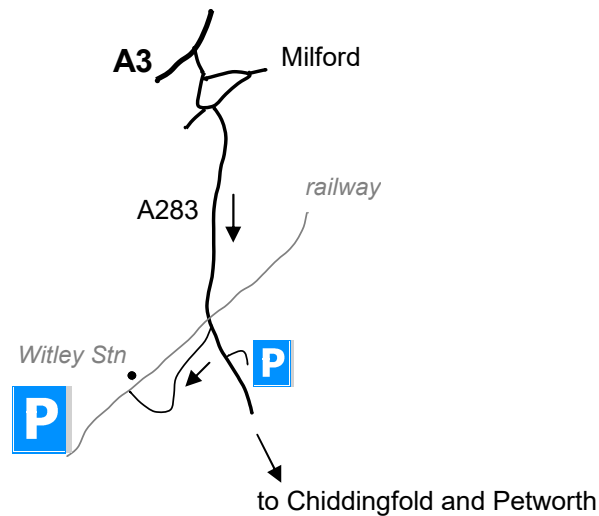 A3
Milford
railway
A283
Witley Stn
P
P
to Chiddingfold and Petworth